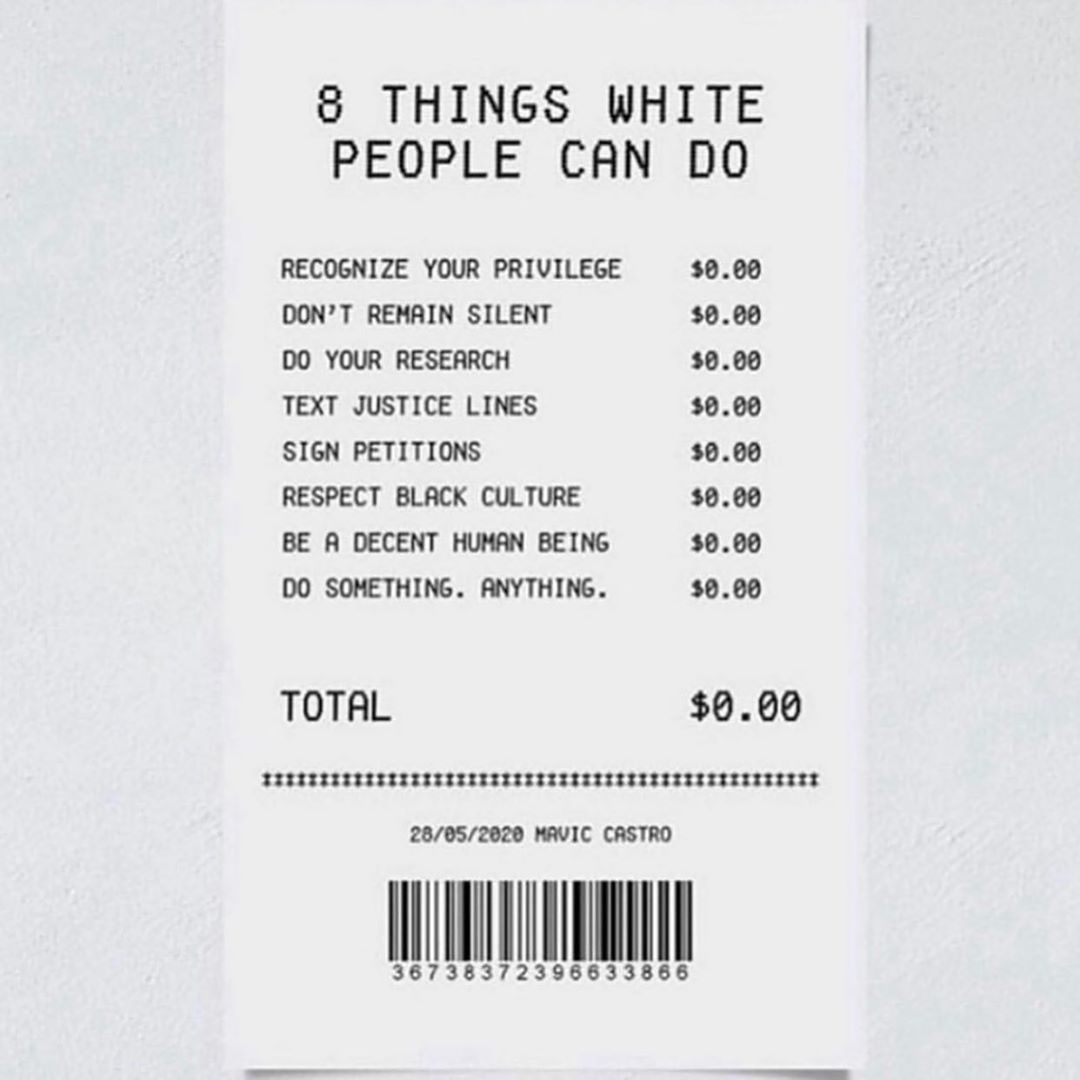 8 THINGS WHITE
PEOPLE CAN DO
RECOGNIZE YOUR PRIVILEGE $0.00
DON'T REMAIN SILENT $0.00
DO YOUR RESEARCH $0.00
TEXT JUSTICE LINES $0.00
SIGN PETITIONS $0.00
RESPECT BLACK CULTURE $0.00
BE A DECENT HUMAN BEING $0.00
DO SOMETHING. ANYTHING. $0.00
TOTAL $0.00
28/05/2020 MAVIC CASTRO
36738372396633866